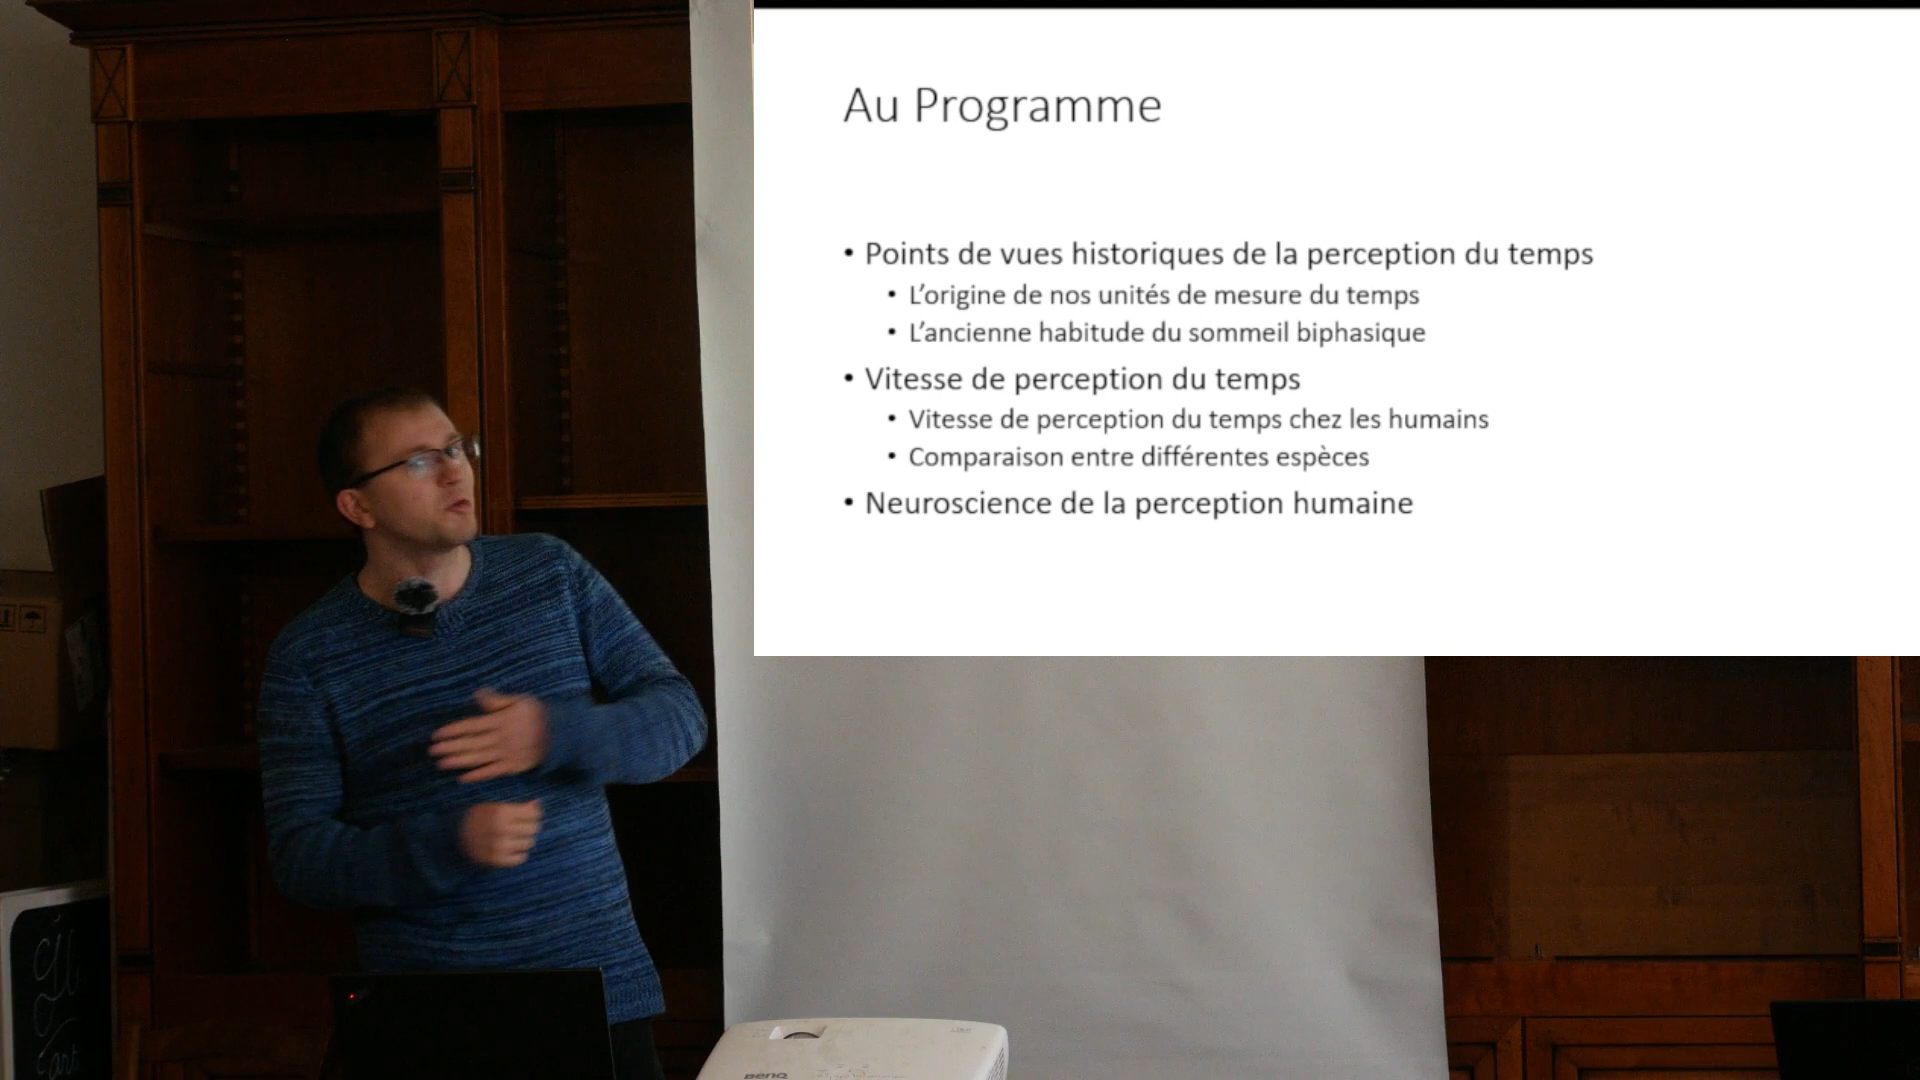 Au Programme
• Points de vues historiques de la perception du temps
• L'origine de nos unités de mesure du temps
• L'ancienne habitude du sommeil biphasique
• Vitesse de perception du temps
• Vitesse de perception du temps chez les humains
• Comparaison entre différentes espèces
• Neuroscience de la perception humaine
BenQ